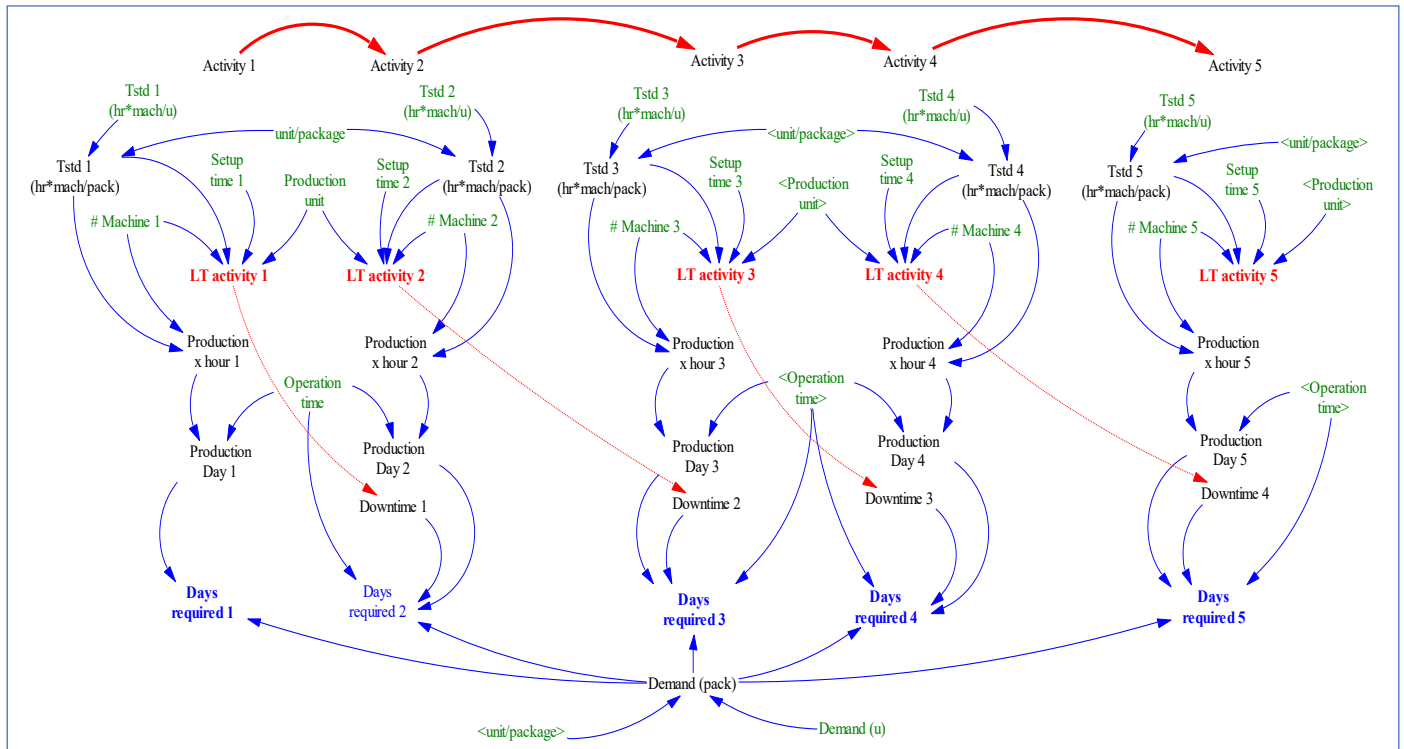 Activity 1
Activity 2
Activity 3
Activity 4
Activity 5
Tstd 1
(hr*mach/u)
Tstd 2
(hr*mach/u)
Tstd 3
(hr*mach/u)
Tstd 4
(hr*mach/u)
Tstd 5
(hr*mach/u)
unit/package
<unit/package>
<unit/package>
Tstd 1
(hr*mach/pack)
Setup
time 1
Production
unit
Setup
time 2
Tstd 2
(hr*mach/pack)
Tstd 3
(hr*mach/pack)
Setup
time 3
<Production
unit>
Setup
time 4
Tstd 4
(hr*mach/pack)
Tstd 5
(hr*mach/pack)
Setup
time 5
<Production
unit>
# Machine 1
# Machine 2
# Machine 3
# Machine 4
# Machine 5
LT activity 1
LT activity 2
LT activity 3
LT activity 4
LT activity 5
Production
x hour 1
Production
x hour 2
Production
x hour 3
Production
x hour 4
Production
x hour 5
Operation
time
<Operation
time>
<Operation
time>
Production
Day 1
Production
Day 2
Production
Day 3
Production
Day 4
Production
Day 5
Downtime 1
Downtime 2
Downtime 3
Downtime 4
Days
required 1
Days
required 2
Days
required 3
Days
required 4
Days
required 5
Demand (pack)
<unit/package>
Demand (u)